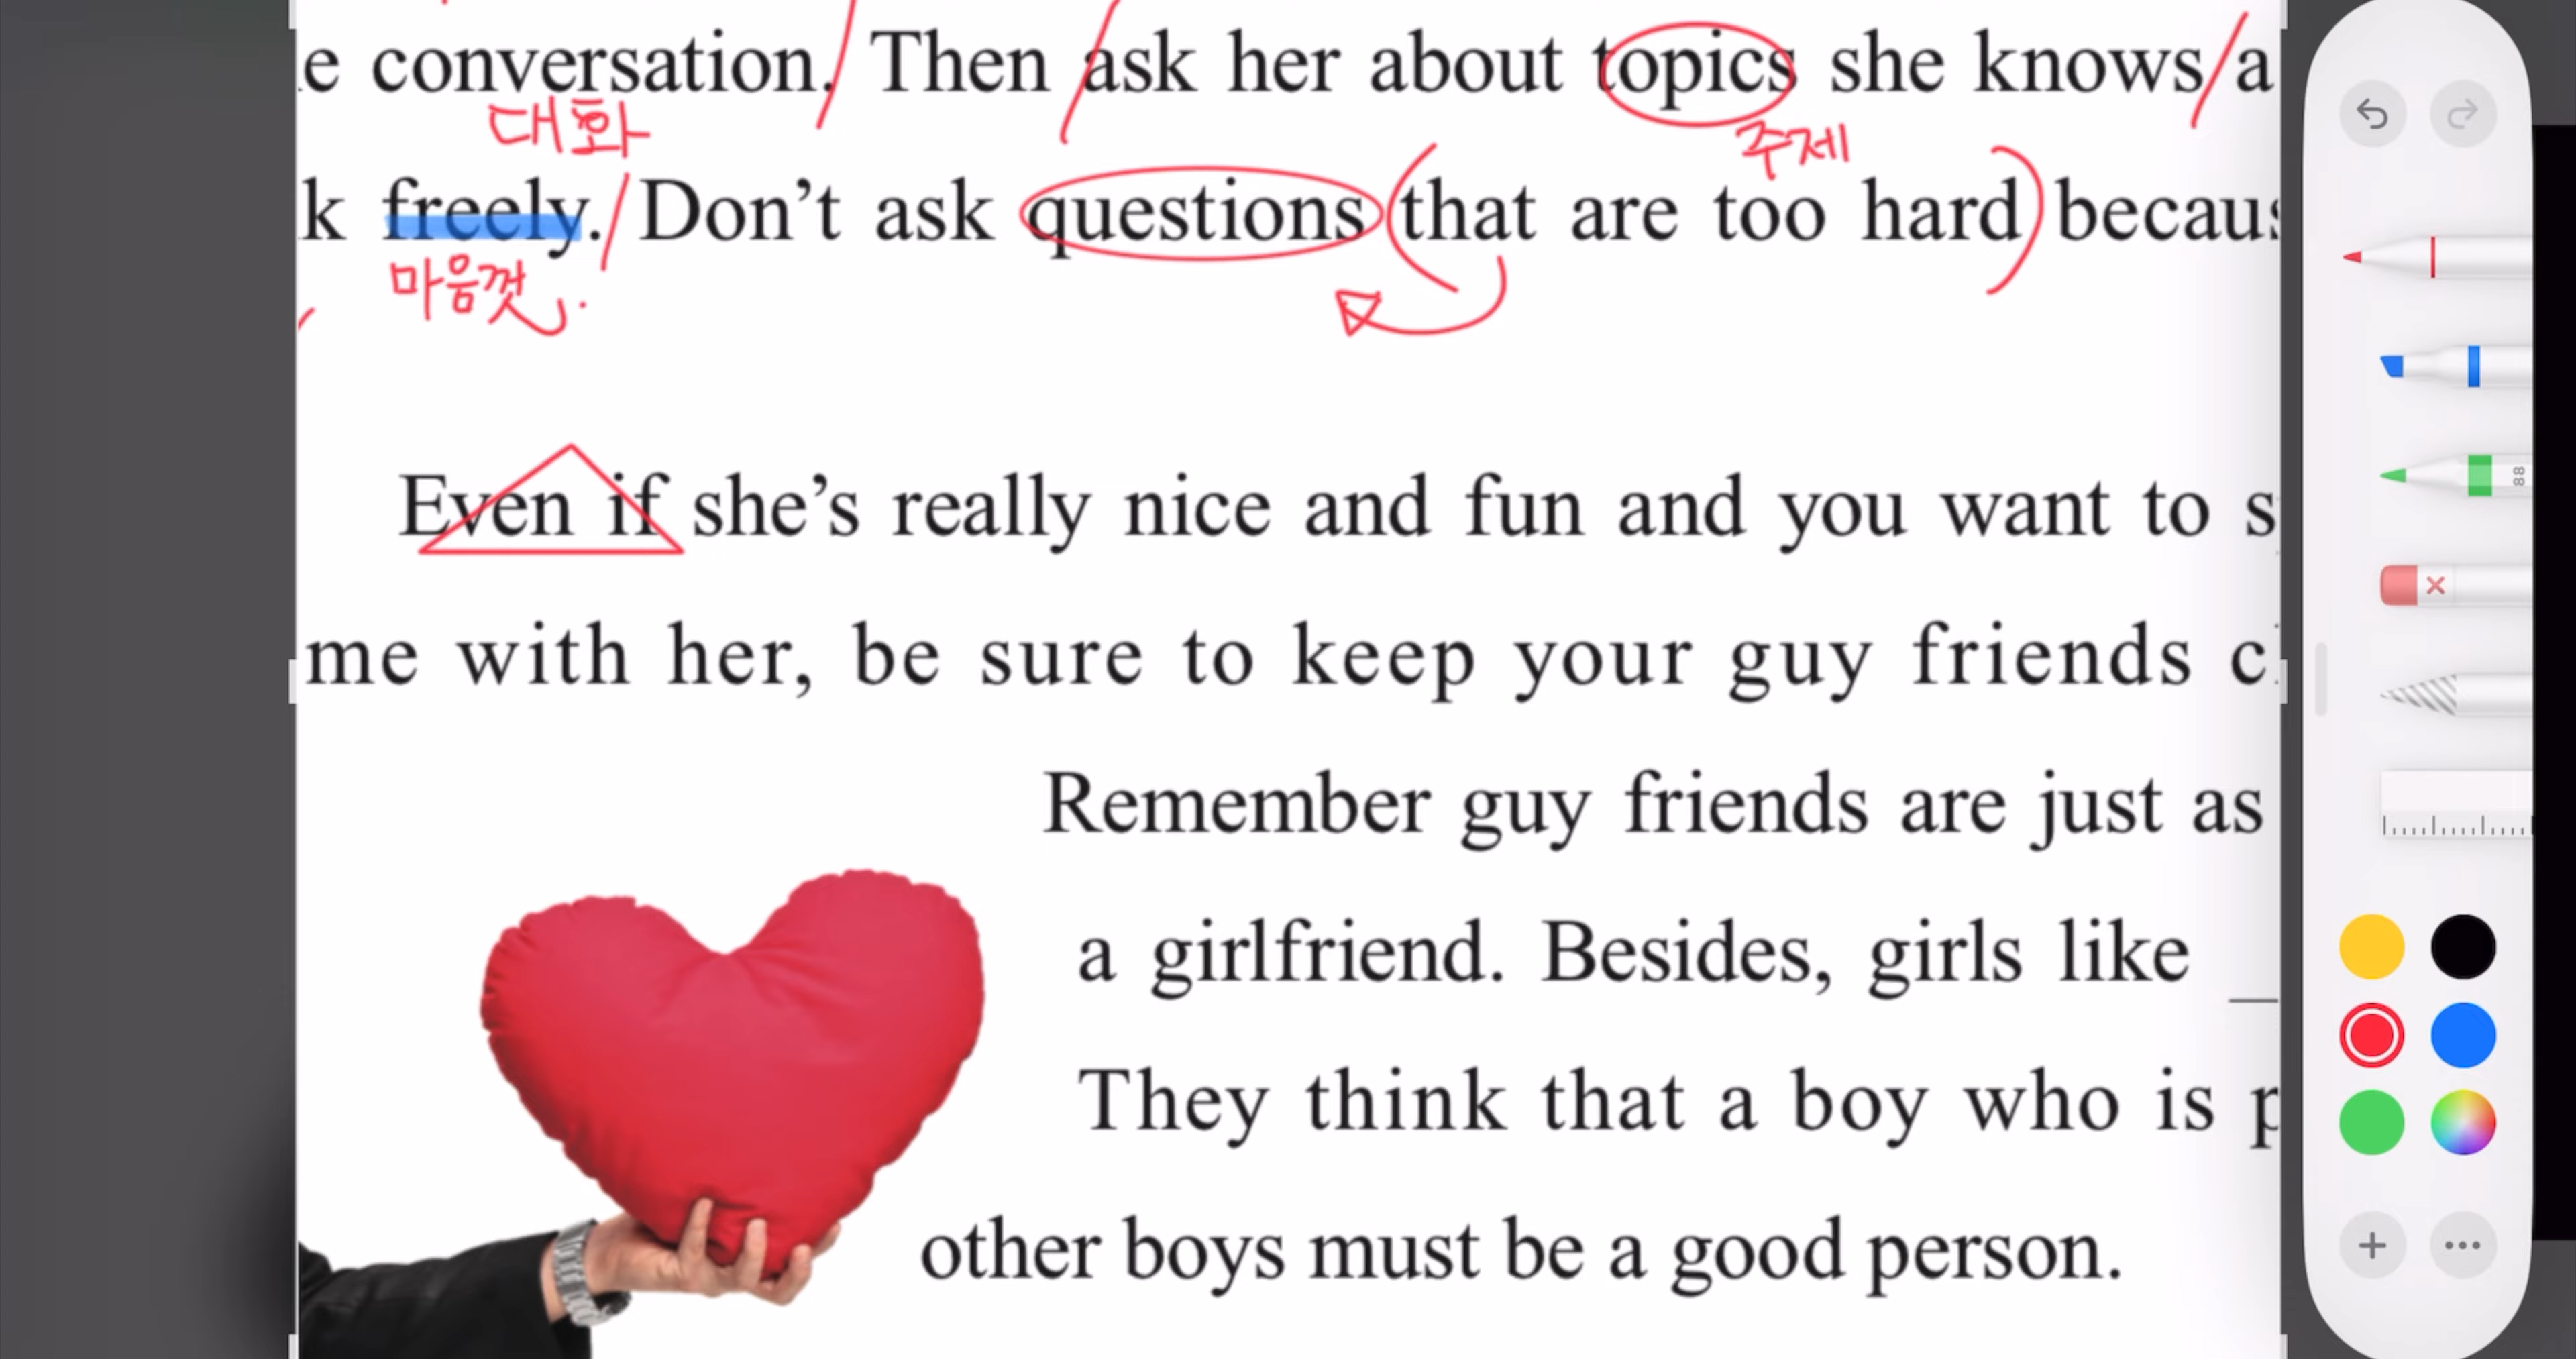 e conversation. Then ask her about topics she knows a
대화
주제
k freely. Don't ask questions that are too hard becaus
마음껏
Even if she's really nice and fun and you want to s
me with her, be sure to keep your guy friends c
Remember guy friends are just as
a girlfriend. Besides, girls like _
They think that a boy who is p
other boys must be a good person.
88